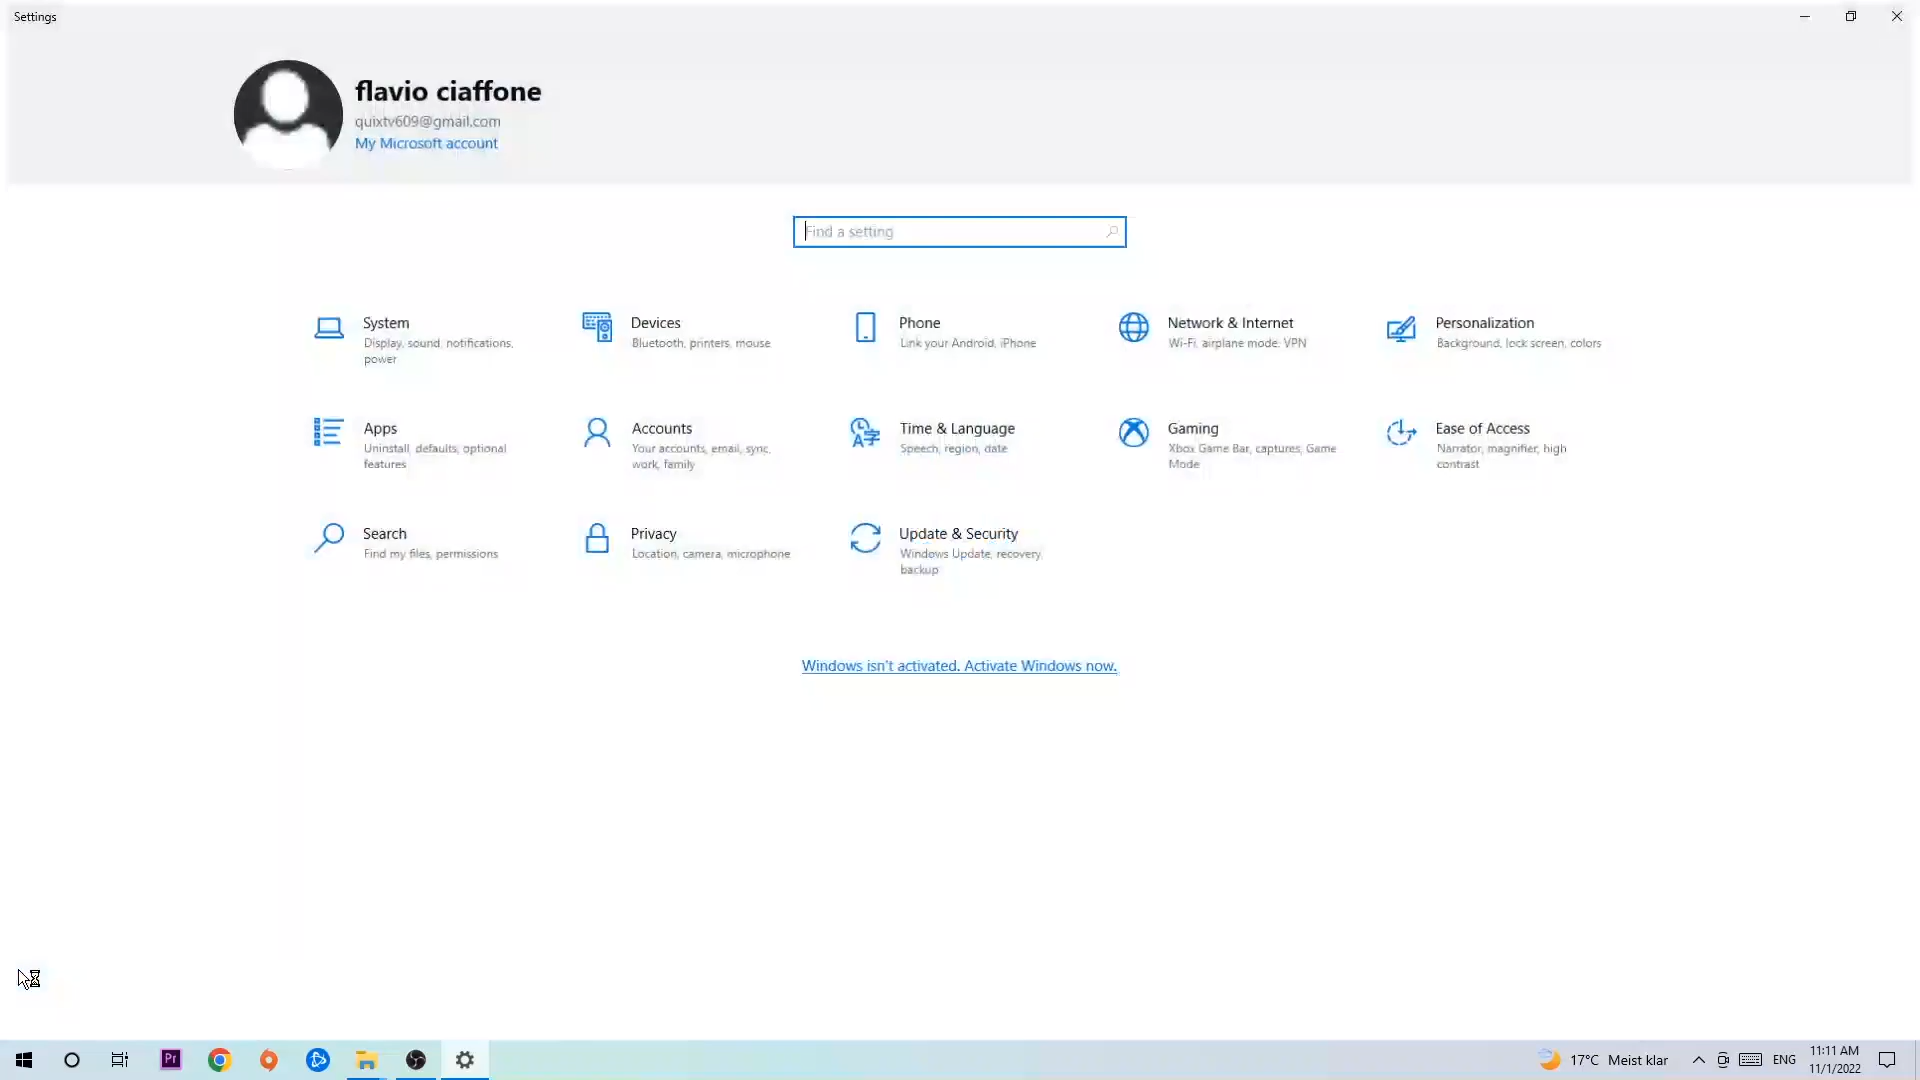 Settings
flavio ciaffone
quixtv609@gmail.com
My Microsoft account
Find a setting
System
Display, sound, notifications,
power
Devices
Bluetooth, printers, mouse
Phone
Link your Android, iPhone
Network & Internet
Wi-Fi, airplane mode, VPN
Personalization
Background, lock screen, colors
Apps
Uninstall, defaults, optional
features
Accounts
Your accounts, email, sync,
work, family
Time & Language
Speech, region, date
Gaming
Xbox Game Bar, captures, Game
Mode
Ease of Access
Narrator, magnifier, high
contrast
Search
Find my files, permissions
Privacy
Location, camera, microphone
Update & Security
Windows Update, recovery,
backup
Windows isn't activated. Activate Windows now.
Pr
17°C Meist klar
ENG
11:11 AM
11/1/2022